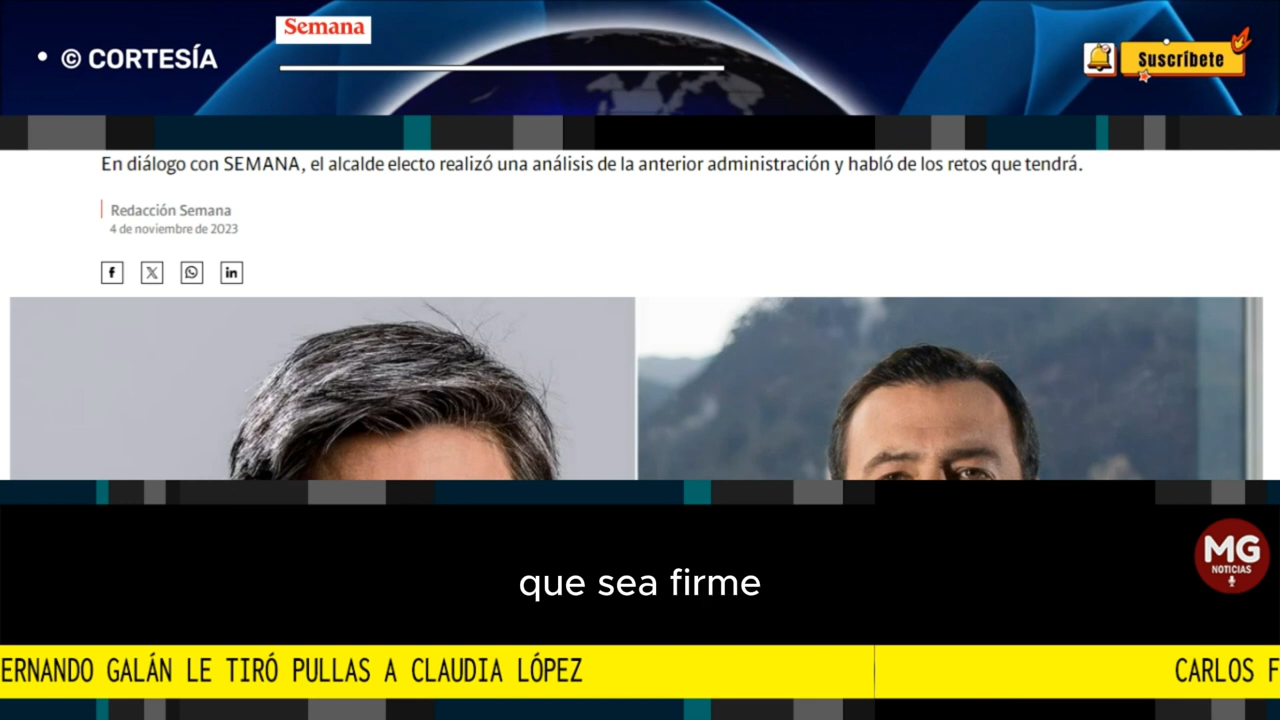 Semana
• © CORTESÍA
Suscríbete
En diálogo con SEMANA, el alcalde electo realizó una análisis de la anterior administración y habló de los retos que tendrá.
Redacción Semana
4 de noviembre de 2023
f X in
que sea firme
MG
NOTICIAS
ERNANDO GALÁN LE TIRÓ PULLAS A CLAUDIA LÓPEZ
CARLOS F